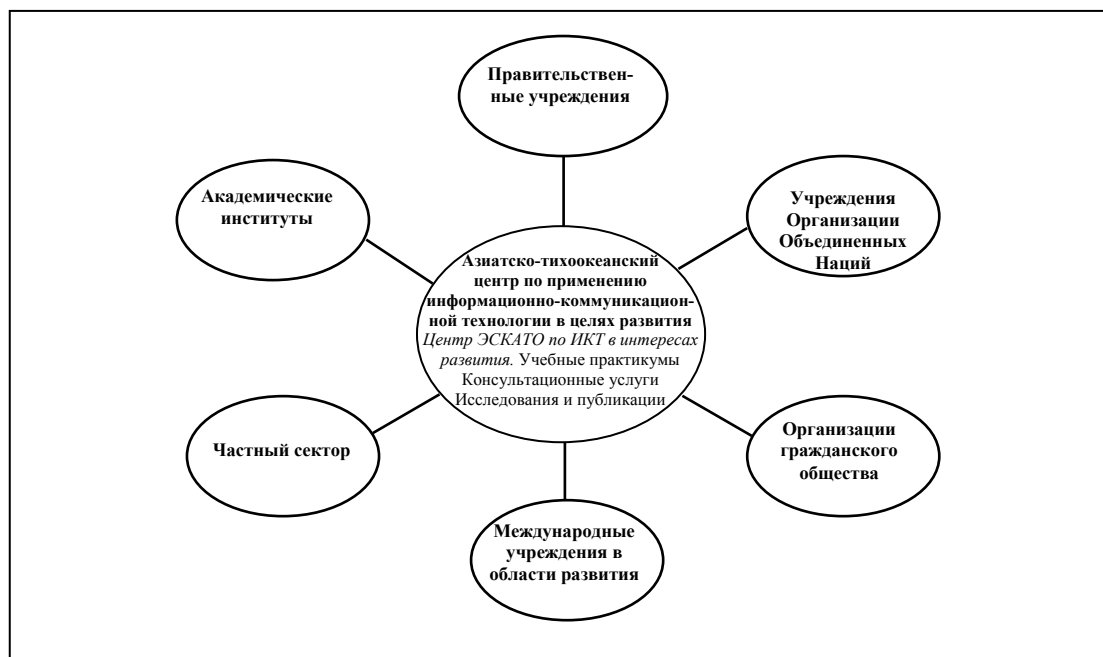 Правительствен-
ные учреждения
Академические
институты
Учреждения
Организации
Объединенных
Наций
Азиатско-тихоокеанский
центр по применению
информационно-коммуникацион-
ной технологии в целях развития
Центр ЭСКАТО по ИКТ в интересах
развития. Учебные практикумы
Консультационные услуги
Исследования и публикации
Частный сектор
Организации
гражданского
общества
Международные
учреждения в
области развития